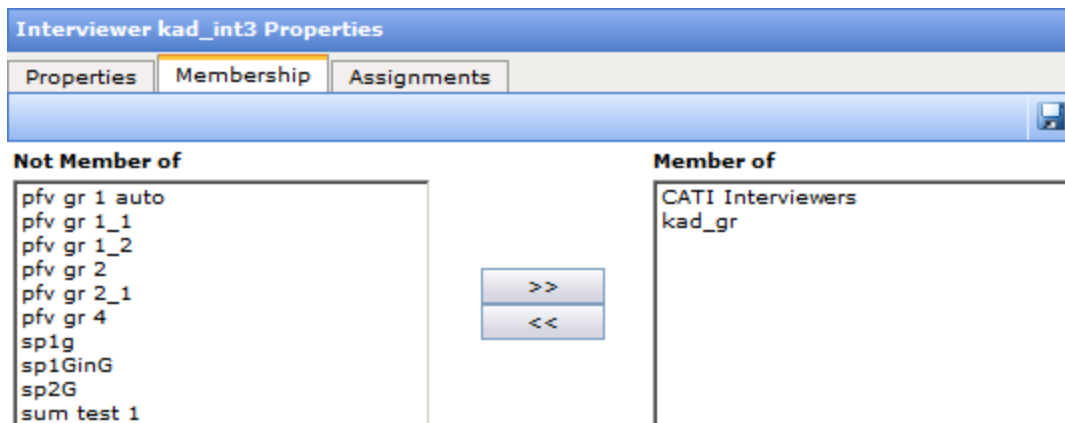 Interviewer kad_int3 Properties
Properties Membership Assignments
Not Member of
pfv gr 1 auto
pfv gr 1_1
pfv gr 1_2
pfv gr 2
pfv gr 2_1
pfv gr 4
sp1g
sp1GinG
sp2G
sum test 1
>>
<<
Member of
CATI Interviewers
kad_gr